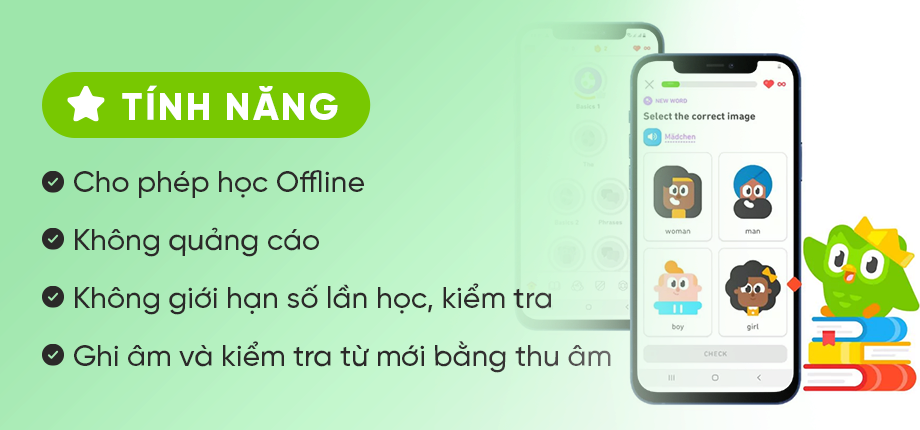 TÍNH NĂNG
Cho phép học Offline
Không quảng cáo
Không giới hạn số lần học, kiểm tra
Ghi âm và kiểm tra từ mới bằng thu âm
Phrases
NEW WORD
Select the correct image
Mädchen
woman
man
boy
girl
CHECK